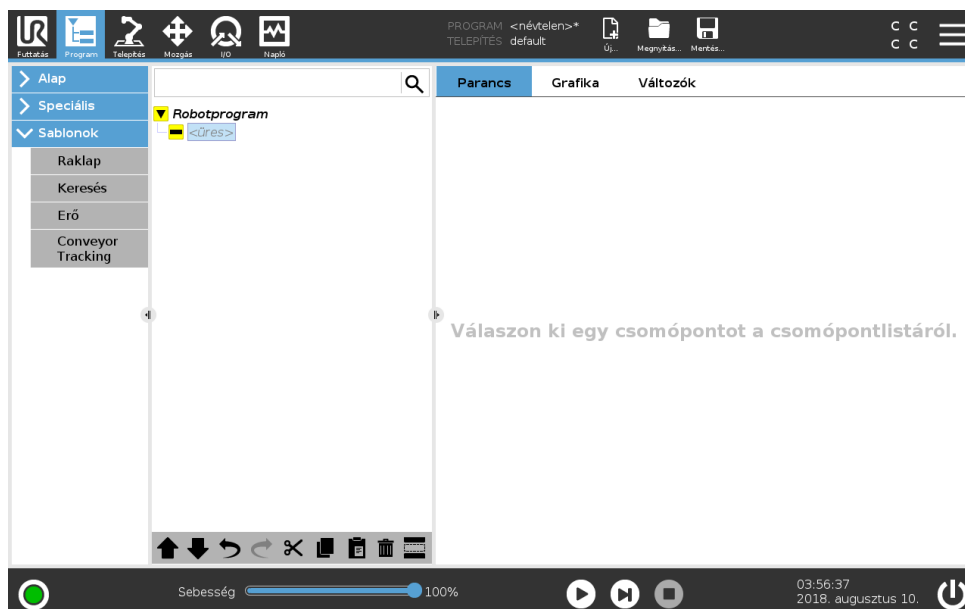 UR
Futtatás
Program
Telepítés
Mozgás
I/O
Napló
PROGRAM <névtelen>*
TELEPÍTÉS default
Új...
Megnyitás...
Mentés...
C C
C C
Alap
Speciális
Sablonok
Raklap
Keresés
Erő
Conveyor
Tracking
Robotprogram
<üres>
Parancs
Grafika
Változók
Válaszon ki egy csomópontot a csomópontlistáról.
Sebesség
100%
03:56:37
2018. augusztus 10.